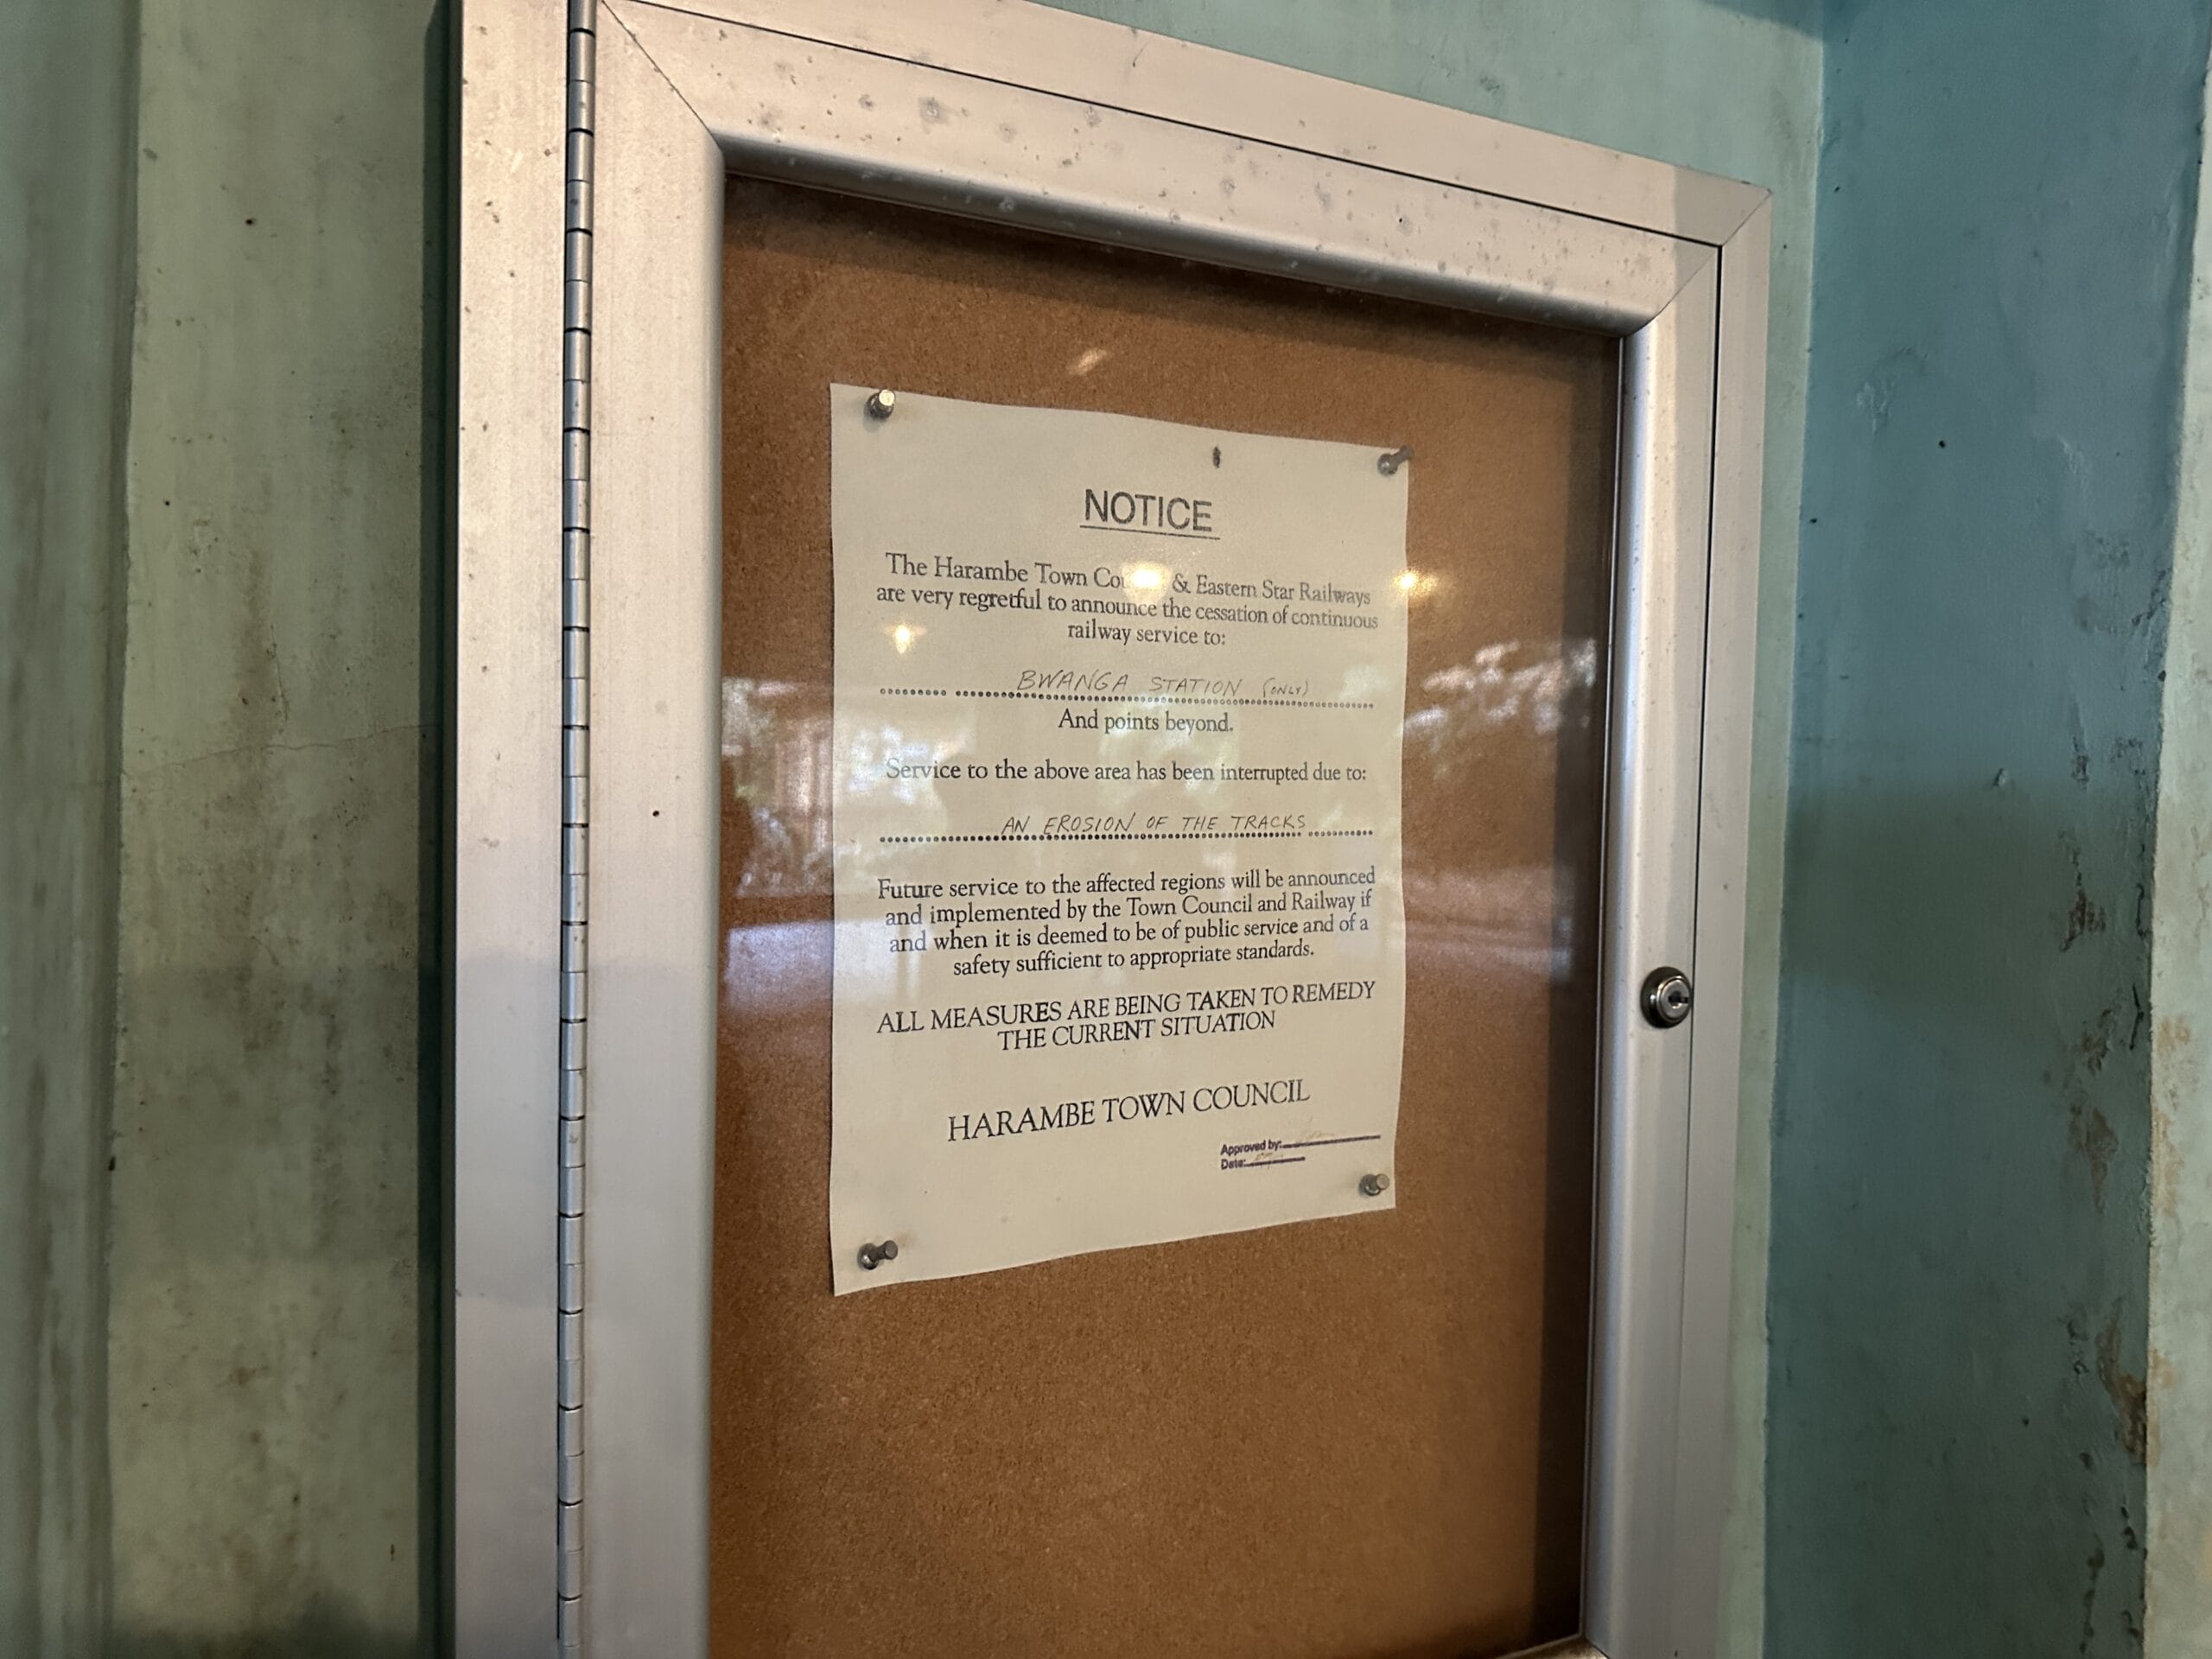 NOTICE
The Harambe Town & Eastern Star Railways
are very regretful to announce the cessation of continuous
railway service to:
BWANGA STATION (ONLY)
And points beyond.
Service to the above area has been interrupted due to:
AN EROSION OF THE TRACKS
Future service to the affected regions will be announced
and implemented by the Town Council and Railway if
and when it is deemed to be of public service and of a
safety sufficient to appropriate standards.
ALL MEASURES ARE BEING TAKEN TO REMEDY
THE CURRENT SITUATION
HARAMBE TOWN COUNCIL
Approved by:
Date: